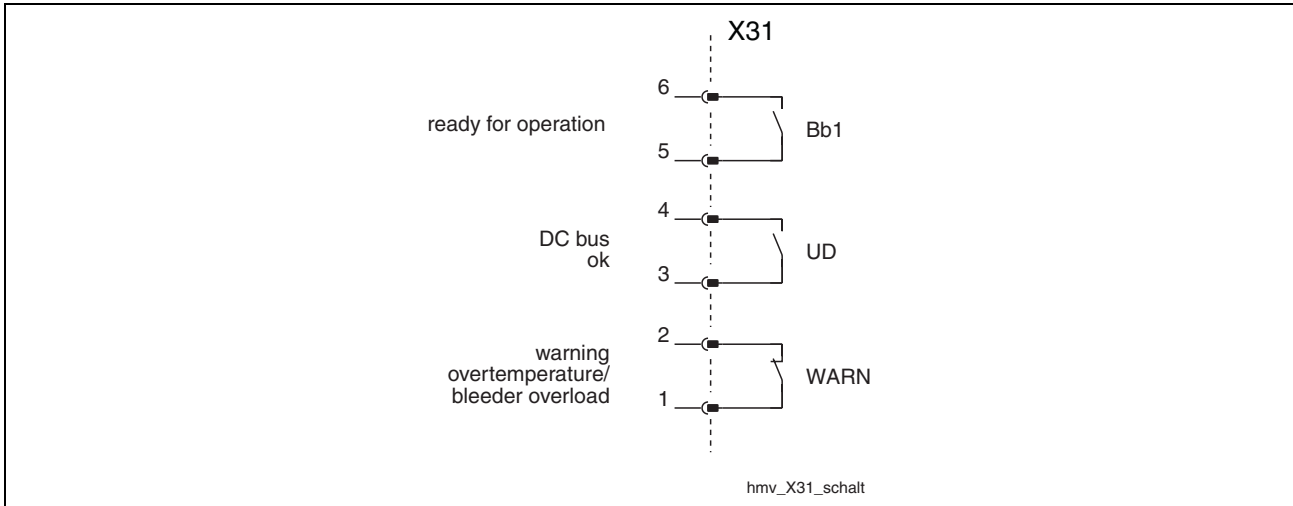 X31
6
ready for operation
Bb1
5
4
DC bus
ok
UD
3
2
warning
overtemperature/
bleeder overload
WARN
1
hmv_X31_schalt